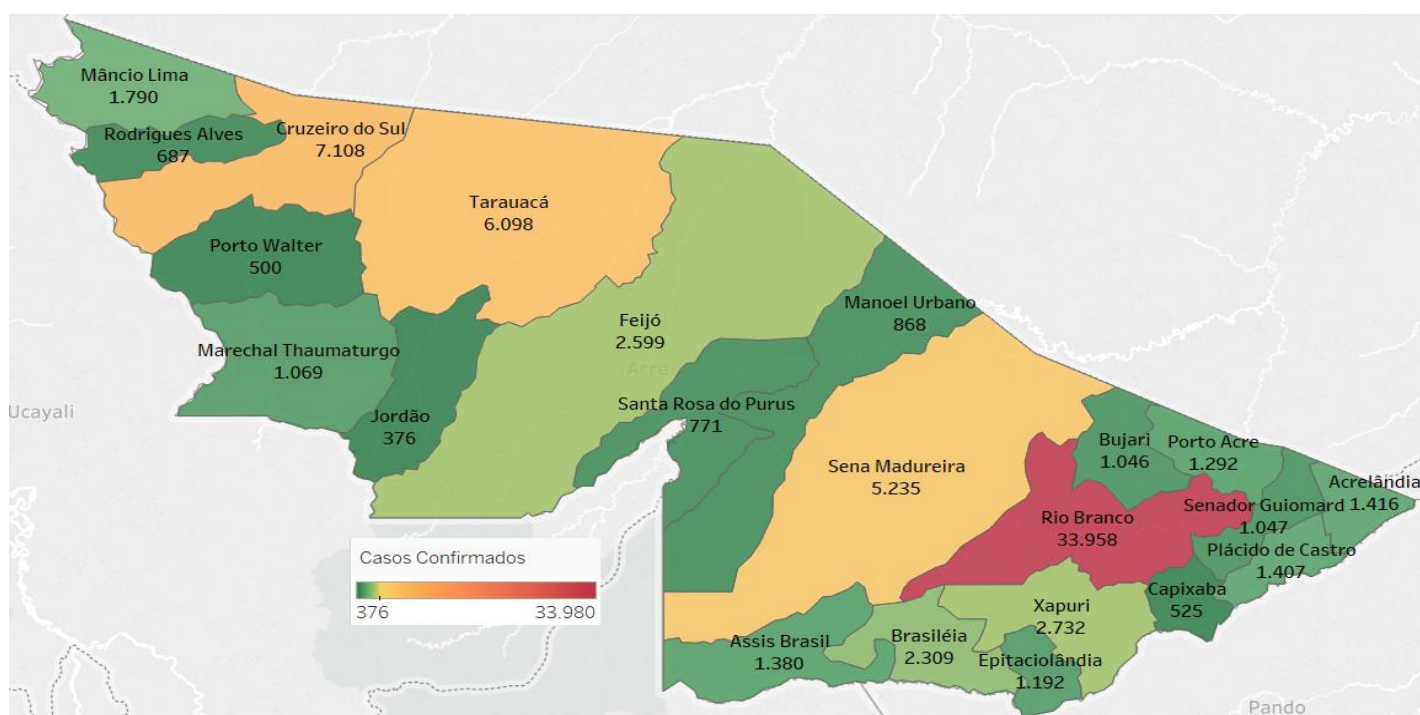 Mâncio Lima
1.790
Rodrigues Alves
687
Cruzeiro do Sul
7.108
Tarauacá
6.098
Porto Walter
500
Marechal Thaumaturgo
1.069
Jordão
376
Feijó
2.599
Acre
Manoel Urbano
868
Santa Rosa do Purus
771
Ucayali
Sena Madureira
5.235
Bujari
1.046
Porto Acre
1.292
Acrelândia
1.416
Rio Branco
33.958
Senador Guiomard
1.047
Plácido de Castro
1.407
Capixaba
525
Xapuri
2.732
Assis Brasil
1.380
Brasiléia
2.309
Epitaciolândia
1.192
Pando
Casos Confirmados
376 33.980